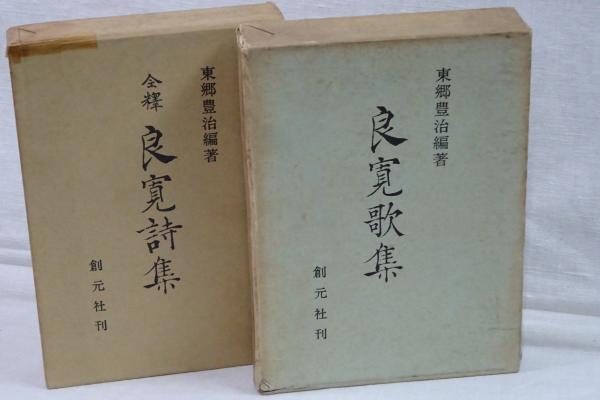 東郷豊治編著
全釋
良寛詩集
創元社刊
東郷豊治編著
良寛歌集
創元社刊